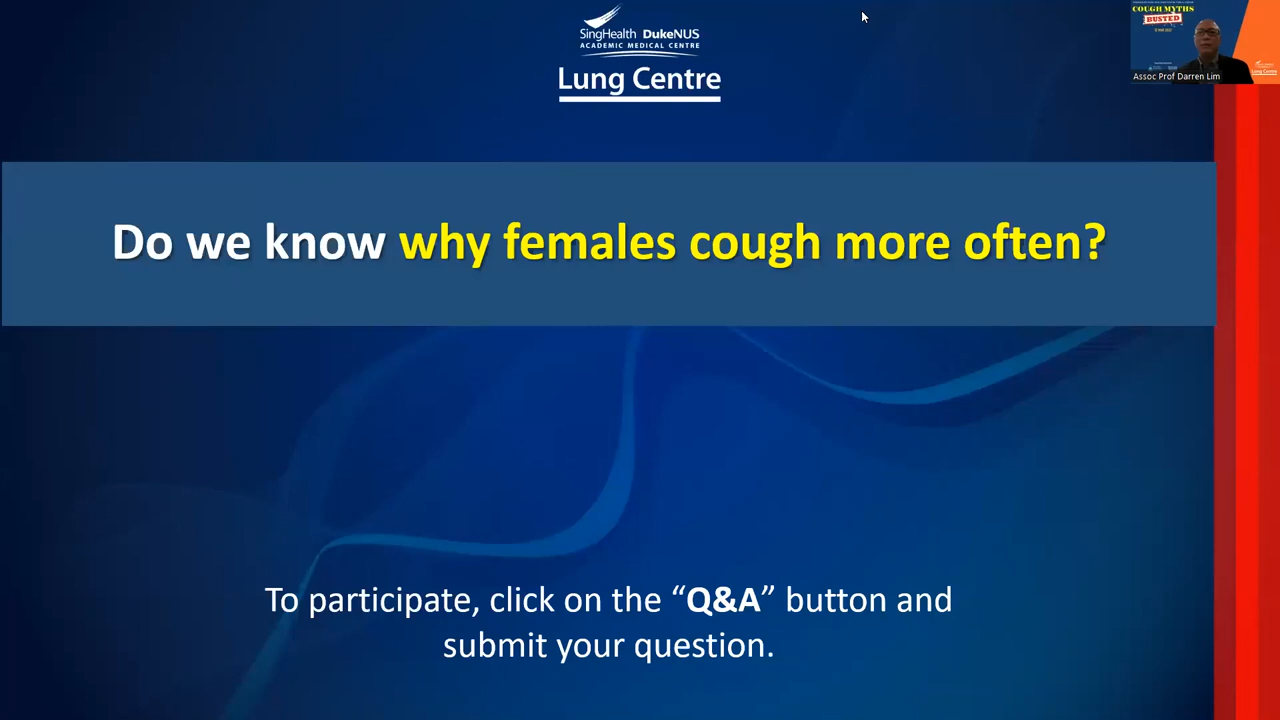 SingHealth DukeNUS
ACADEMIC MEDICAL CENTRE
Lung Centre
COUGH MYTHS
BUSTED
Assoc Prof Darren Lim
Do we know why females cough more often?
To participate, click on the “Q&A” button and
submit your question.